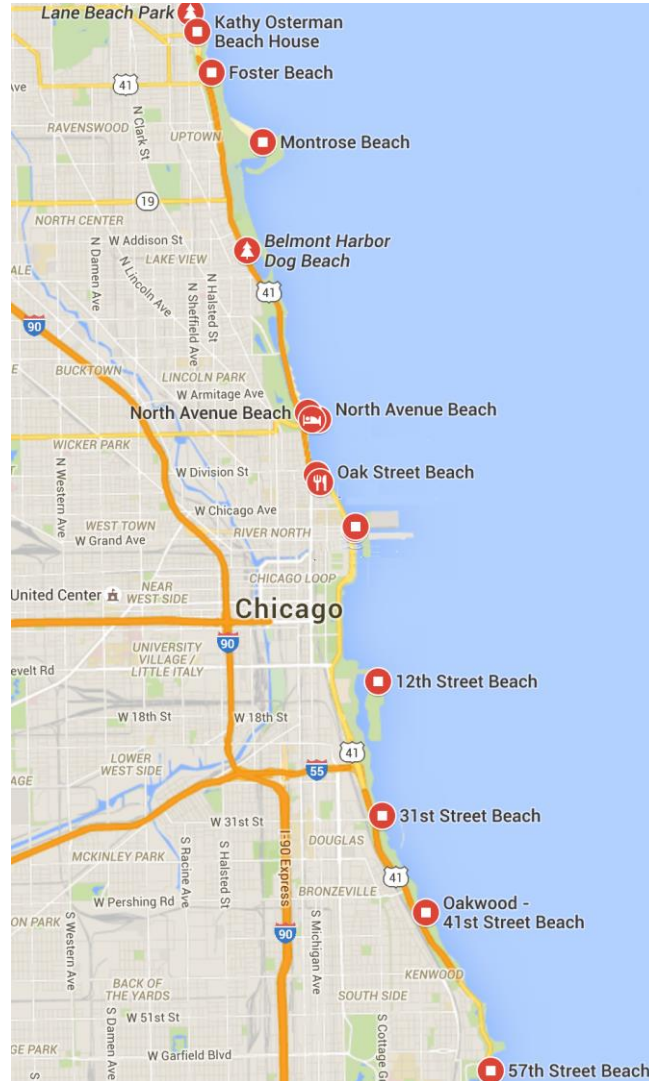 Lane Beach Park
Kathy Osterman
Beach House
Foster Beach
41
Ave
N Clark St
RAVENSWOOD
UPTOWN
Montrose Beach
19
NORTH CENTER
W Addison St
Belmont Harbor
Dog Beach
LAKE VIEW
N Damen Ave
N Lincoln Ave
N Sheffield Ave
N Halsted St
ALE
41
90
BUCKTOWN
LINCOLN PARK
W Armitage Ave
North Avenue Beach
North Avenue Beach
WICKER PARK
N Western Ave
W Division St
Oak Street Beach
W Chicago Ave
WEST TOWN
RIVER NORTH
W Grand Ave
CHICAGO LOOP
United Center
NEAR
WEST SIDE
Chicago
90
UNIVERSITY
VILLAGE /
LITTLE ITALY
evelt Rd
12th Street Beach
W 18th St
W 18th St
41
LOWER
WEST SIDE
55
AGE
31st Street Beach
W 31st St
DOUGLAS
MCKINLEY PARK
S Racine Ave
S Halsted St
I-90 Express
41
BRONZEVILLE
W Pershing Rd
Oakwood -
41st Street Beach
ON PARK
S Western Ave
90
S Michigan Ave
KENWOOD
BACK OF
THE YARDS
SOUTH SIDE
S Damen Ave
W 51st St
S Cottage G
GE PARK
W Garfield Blvd
57th Street Beach